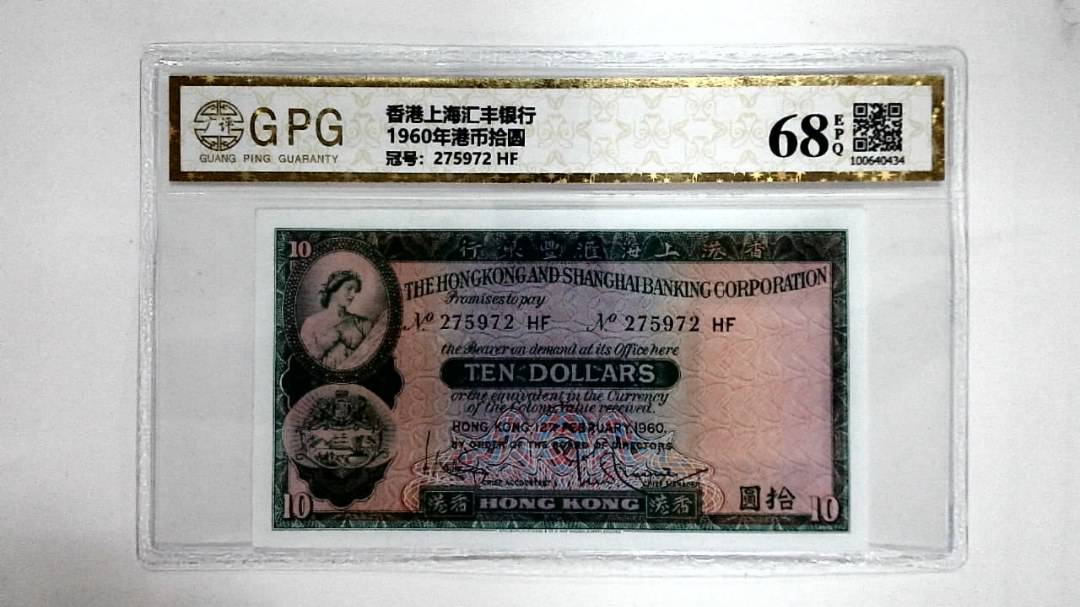 GPG
GUANG PING GUARANTY
香港上海汇丰银行
1960年港币拾圆
冠号: 275972 HF
68 EPQ
100640434
10
行銀豐滙海上港香
THE HONGKONG AND SHANGHAI BANKING CORPORATION
Promises to pay
No 275972 HF No 275972 HF
the Bearer on demand at its Office here
TEN DOLLARS
or the equivalent in the Currency
of the Colony, Value received.
HONG KONG 12TH FEBRUARY, 1960.
BY ORDER OF THE BOARD OF DIRECTORS
CHIEF ACCOUNTANT CHIEF MANAGER
10 港香 HONG KONG 港香 圓拾 10